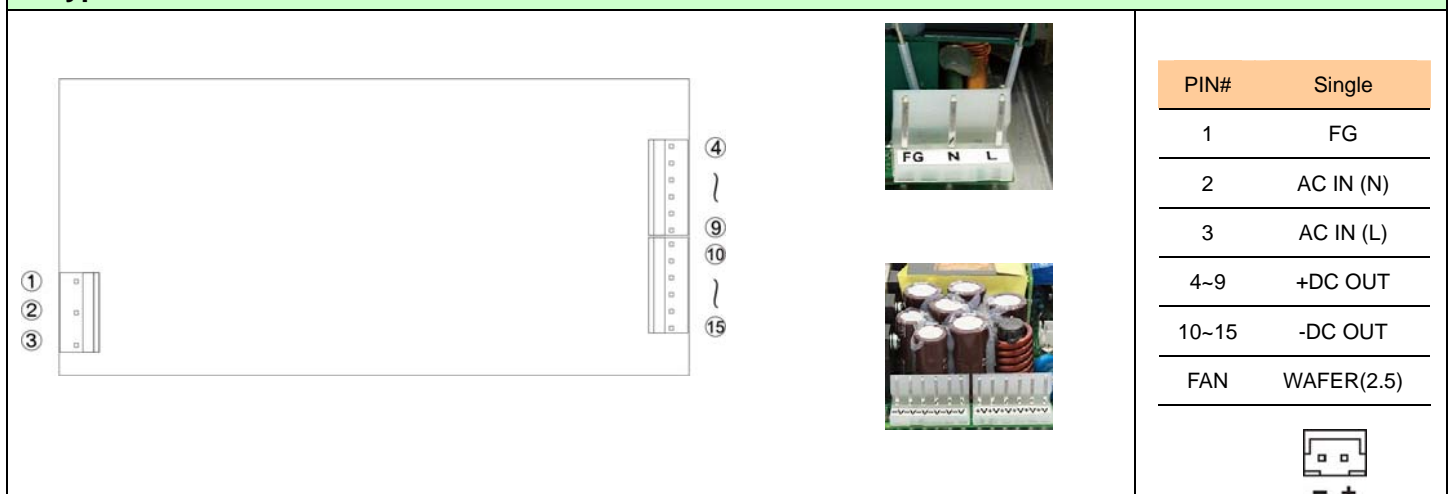 ④
⑨
⑩
⑮
①
②
③
FG N L
-V-V-V-V-V-V +V+V+V+V+V+V
PIN# Single
1 FG
2 AC IN (N)
3 AC IN (L)
4~9 +DC OUT
10~15 -DC OUT
FAN WAFER(2.5)
- +